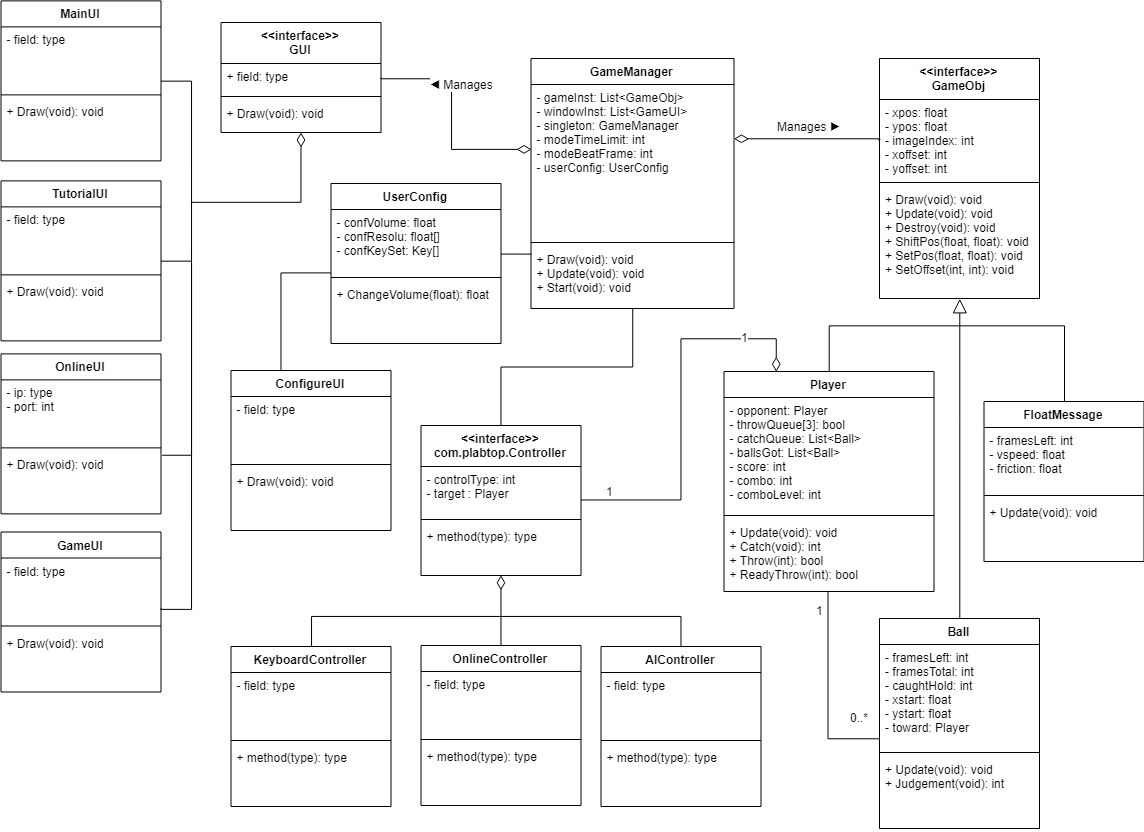 MainUI
- field: type
+ Draw(void): void
<<interface>>
GUI
+ field: type
+ Draw(void): void
◄ Manages
GameManager
- gameInst: List<GameObj>
- windowInst: List<GameUI>
- singleton: GameManager
- modeTimeLimit: int
- modeBeatFrame: int
- userConfig: UserConfig
+ Draw(void): void
+ Update(void): void
+ Start(void): void
Manages ►
<<interface>>
GameObj
- xpos: float
- ypos: float
- imageIndex: int
- xoffset: int
- yoffset: int
+ Draw(void): void
+ Update(void): void
+ Destroy(void): void
+ ShiftPos(float, float): void
+ SetPos(float, float): void
+ SetOffset(int, int): void
TutorialUI
- field: type
+ Draw(void): void
UserConfig
- confVolume: float
- confResolu: float[]
- confKeySet: Key[]
+ ChangeVolume(float): float
OnlineUI
- ip: type
- port: int
+ Draw(void): void
ConfigureUI
- field: type
+ Draw(void): void
<<interface>>
com.plabtop.Controller
- controlType: int
- target : Player
+ method(type): type
1
1
Player
- opponent: Player
- throwQueue[3]: bool
- catchQueue: List<Ball>
- ballsGot: List<Ball>
- score: int
- combo: int
- comboLevel: int
+ Update(void): void
+ Catch(void): int
+ Throw(int): bool
+ ReadyThrow(int): bool
FloatMessage
- framesLeft: int
- vspeed: float
- friction: float
+ Update(void): void
GameUI
- field: type
+ Draw(void): void
KeyboardController
- field: type
+ method(type): type
OnlineController
- field: type
+ method(type): type
AIController
- field: type
+ method(type): type
1
0..*
Ball
- framesLeft: int
- framesTotal: int
- caughtHold: int
- xstart: float
- ystart: float
- toward: Player
+ Update(void): void
+ Judgement(void): int